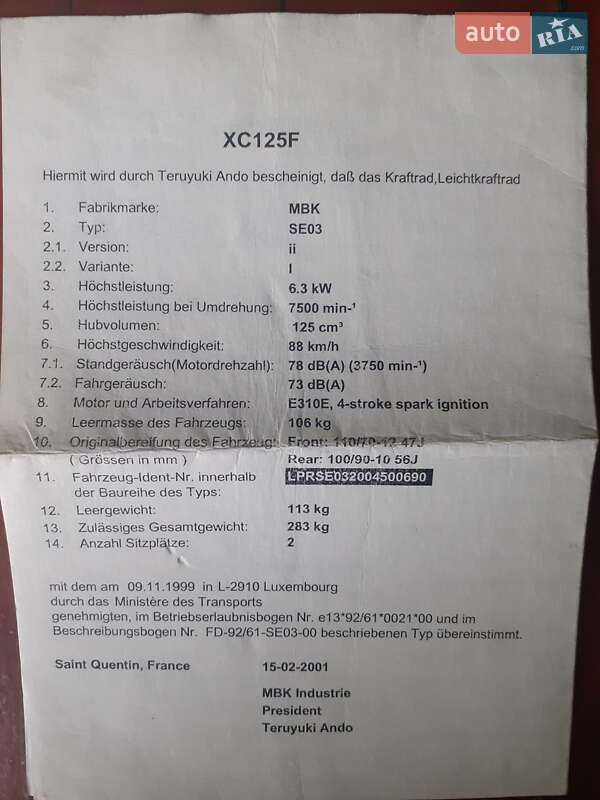 auto RIA .com
XC125F
Hiermit wird durch Teruyuki Ando bescheinigt, daß das Kraftrad,Leichtkraftrad
1. Fabrikmarke: MBK
2. Typ: SE03
2.1. Version: ii
2.2. Variante: I
3. Höchstleistung: 6.3 kW
4. Höchstleistung bei Umdrehung: 7500 min-¹
5. Hubvolumen: 125 cm³
6. Höchstgeschwindigkeit: 88 km/h
7.1. Standgeräusch(Motordrehzahl): 78 dB(A) (3750 min-¹)
7.2. Fahrgeräusch: 73 dB(A)
8. Motor und Arbeitsverfahren: E310E, 4-stroke spark ignition
9. Leermasse des Fahrzeugs: 106 kg
10. Originalbereifung des Fahrzeug: Front: 110/70-12 47J
( Grössen in mm ) Rear: 100/90-10 56J
11. Fahrzeug-Ident-Nr. innerhalb LPRSE032004500690
der Baureihe des Typs:
12. Leergewicht: 113 kg
13. Zulässiges Gesamtgewicht: 283 kg
14. Anzahl Sitzplätze: 2
mit dem am 09.11.1999 in L-2910 Luxembourg
durch das Ministère des Transports
genehmigten, im Betriebserlaubnisbogen Nr. e13*92/61*0021*00 und im
Beschreibungsbogen Nr. FD-92/61-SE03-00 beschriebenen Typ übereinstimmt.
Saint Quentin, France 15-02-2001
MBK Industrie
President
Teruyuki Ando